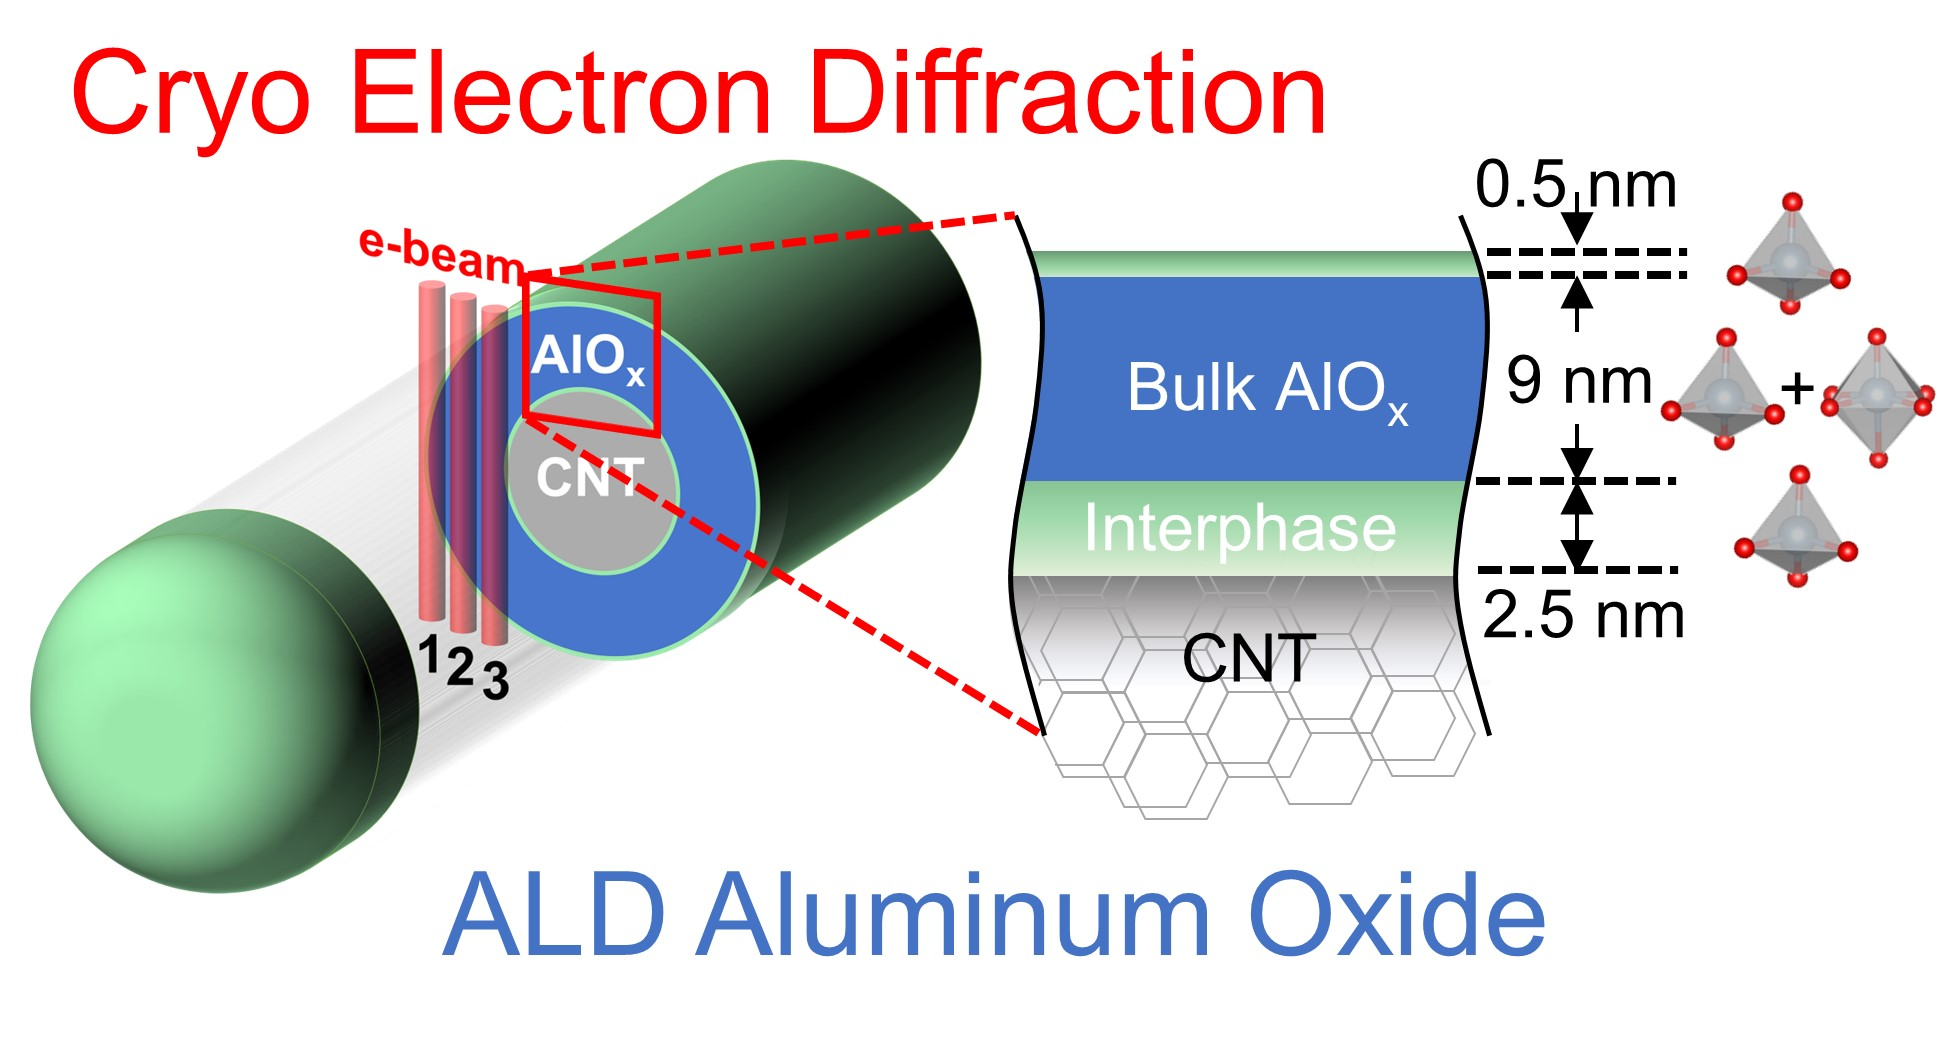 Cryo Electron Diffraction
e-beam
1 2 3
AlOₓ
CNT
Bulk AlOₓ
Interphase
CNT
0.5 nm
9 nm
+
2.5 nm
ALD Aluminum Oxide